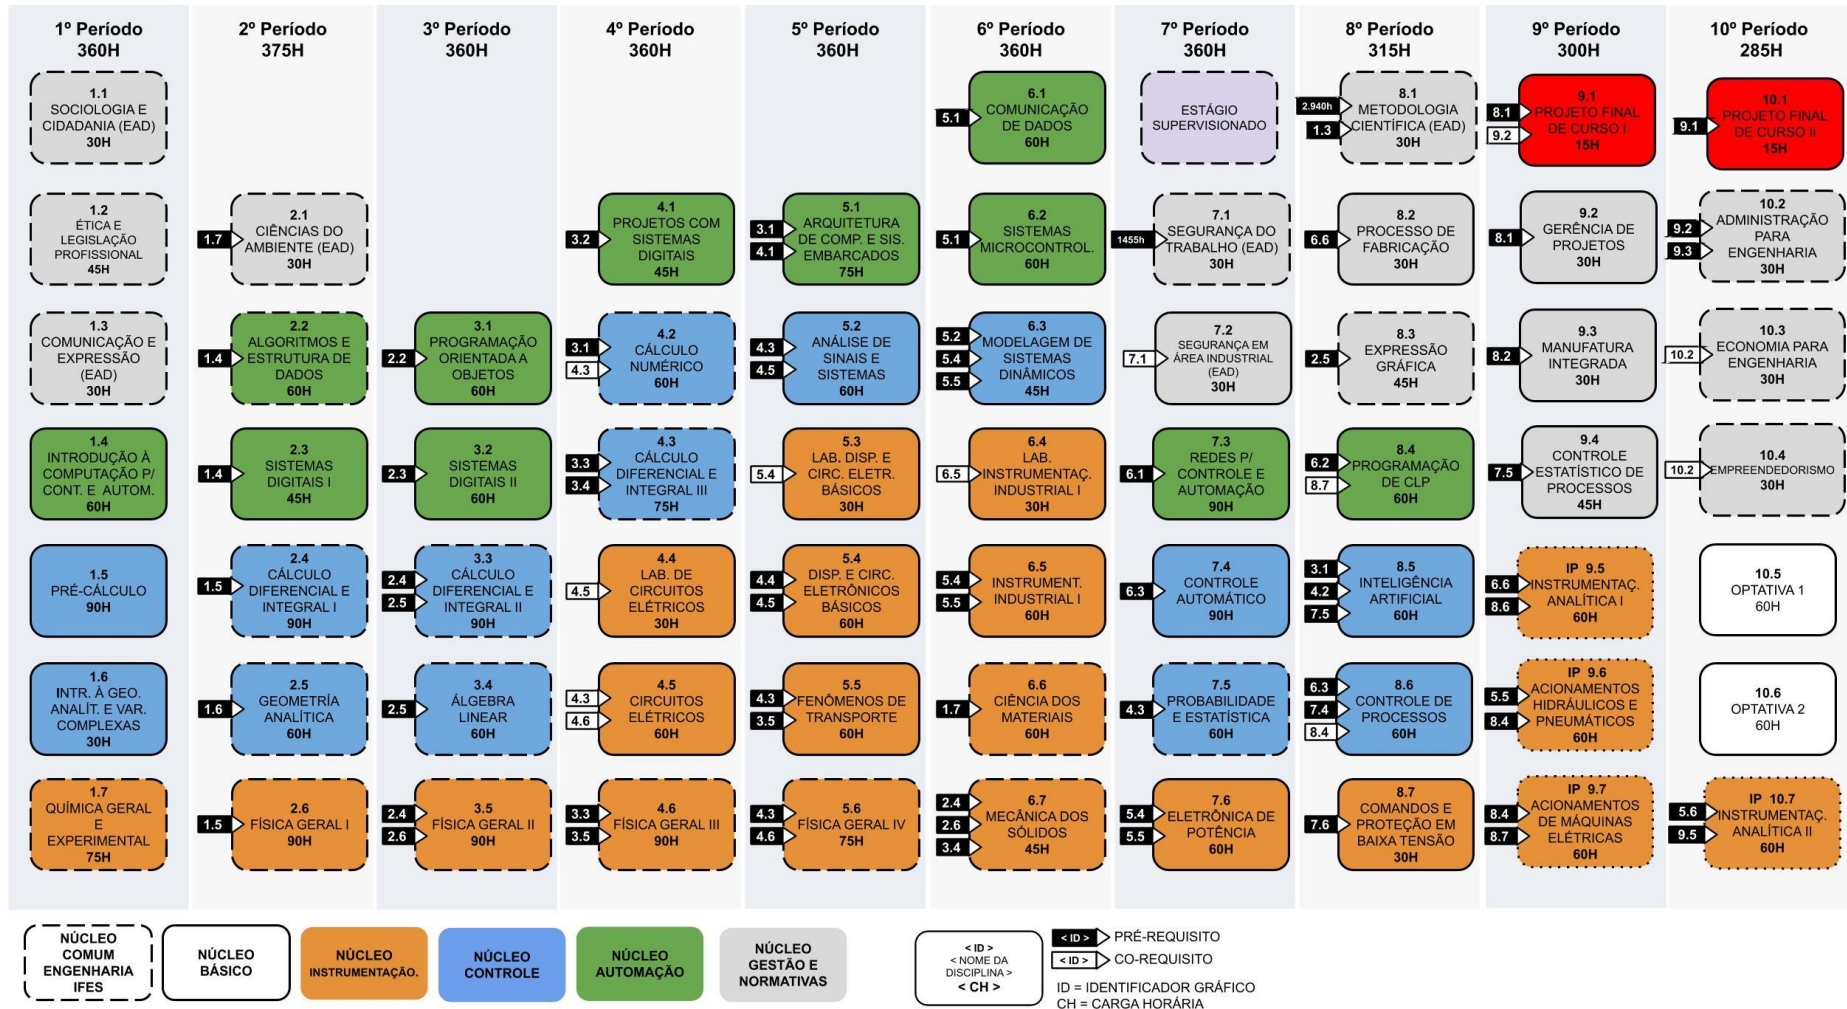 1º Período
360H
1.1
SOCIOLOGIA E
CIDADANIA (EAD)
30H
1.2
ÉTICA E
LEGISLAÇÃO
PROFISSIONAL
45H
1.3
COMUNICAÇÃO E
EXPRESSÃO
(EAD)
30H
1.4
INTRODUÇÃO À
COMPUTAÇÃO P/
CONT. E AUTOM.
60H
1.5
PRÉ-CÁLCULO
90H
1.6
INTR. À GEO.
ANALÍT. E VAR.
COMPLEXAS
30H
1.7
QUÍMICA GERAL
E
EXPERIMENTAL
75H
2º Período
375H
1.7
2.1
CIÊNCIAS DO
AMBIENTE (EAD)
30H
1.4
2.2
ALGORITMOS E
ESTRUTURA DE
DADOS
60H
1.4
2.3
SISTEMAS
DIGITAIS I
45H
1.5
2.4
CÁLCULO
DIFERENCIAL E
INTEGRAL I
90H
1.6
2.5
GEOMETRÍA
ANALÍTICA
60H
1.5
2.6
FÍSICA GERAL I
90H
3º Período
360H
2.2
3.1
PROGRAMAÇÃO
ORIENTADA A
OBJETOS
60H
2.3
3.2
SISTEMAS
DIGITAIS II
60H
2.4
2.5
3.3
CÁLCULO
DIFERENCIAL E
INTEGRAL II
90H
2.5
3.4
ÁLGEBRA
LINEAR
60H
2.4
2.6
3.5
FÍSICA GERAL II
90H
4º Período
360H
3.2
4.1
PROJETOS COM
SISTEMAS
DIGITAIS
45H
3.1
4.3
4.2
CÁLCULO
NUMÉRICO
60H
3.3
3.4
4.3
CÁLCULO
DIFERENCIAL E
INTEGRAL III
75H
4.5
4.4
LAB. DE
CIRCUITOS
ELÉTRICOS
30H
4.3
4.6
4.5
CIRCUITOS
ELÉTRICOS
60H
3.3
3.5
4.6
FÍSICA GERAL III
90H
5º Período
360H
3.1
4.1
5.1
ARQUITETURA
DE COMP. E SIS.
EMBARCADOS
75H
4.3
4.5
5.2
ANÁLISE DE
SINAIS E
SISTEMAS
60H
5.4
5.3
LAB. DISP. E
CIRC. ELETR.
BÁSICOS
30H
4.4
4.5
5.4
DISP. E CIRC.
ELETRÔNICOS
BÁSICOS
60H
4.3
3.5
5.5
FENÔMENOS DE
TRANSPORTE
60H
4.3
4.6
5.6
FÍSICA GERAL IV
75H
6º Período
360H
5.1
6.1
COMUNICAÇÃO
DE DADOS
60H
5.1
6.2
SISTEMAS
MICROCONTROL.
60H
5.2
5.4
5.5
6.3
MODELAGEM DE
SISTEMAS
DINÂMICOS
45H
6.5
6.4
LAB.
INSTRUMENTAÇ.
INDUSTRIAL I
30H
5.4
5.5
6.5
INSTRUMENT.
INDUSTRIAL I
60H
1.7
6.6
CIÊNCIA DOS
MATERIAIS
60H
2.4
2.6
3.4
6.7
MECÂNICA DOS
SÓLIDOS
45H
7º Período
360H
ESTÁGIO
SUPERVISIONADO
1455h
7.1
SEGURANÇA DO
TRABALHO (EAD)
30H
7.1
7.2
SEGURANÇA EM
ÁREA INDUSTRIAL
(EAD)
30H
6.1
7.3
REDES P/
CONTROLE E
AUTOMAÇÃO
90H
6.3
7.4
CONTROLE
AUTOMÁTICO
90H
4.3
7.5
PROBABILIDADE
E ESTATÍSTICA
60H
5.4
5.5
7.6
ELETRÔNICA DE
POTÊNCIA
60H
8º Período
315H
2.940h
1.3
8.1
METODOLOGIA
CIENTÍFICA (EAD)
30H
6.6
8.2
PROCESSO DE
FABRICAÇÃO
30H
2.5
8.3
EXPRESSÃO
GRÁFICA
45H
6.2
8.7
8.4
PROGRAMAÇÃO
DE CLP
60H
3.1
4.2
7.5
8.5
INTELIGÊNCIA
ARTIFICIAL
60H
6.3
7.4
8.4
8.6
CONTROLE DE
PROCESSOS
60H
7.6
8.7
COMANDOS E
PROTEÇÃO EM
BAIXA TENSÃO
30H
9º Período
300H
8.1
9.2
9.1
PROJETO FINAL
DE CURSO I
15H
8.1
9.2
GERÊNCIA DE
PROJETOS
30H
8.2
9.3
MANUFATURA
INTEGRADA
30H
7.5
9.4
CONTROLE
ESTATÍSTICO DE
PROCESSOS
45H
6.6
8.6
IP 9.5
INSTRUMENTAÇ.
ANALÍTICA I
60H
5.5
8.4
IP 9.6
ACIONAMENTOS
HIDRÁULICOS E
PNEUMÁTICOS
60H
8.4
8.7
IP 9.7
ACIONAMENTOS
DE MÁQUINAS
ELÉTRICAS
60H
10º Período
285H
9.1
10.1
PROJETO FINAL
DE CURSO II
15H
9.2
9.3
10.2
ADMINISTRAÇÃO
PARA
ENGENHARIA
30H
10.2
10.3
ECONOMIA PARA
ENGENHARIA
30H
10.2
10.4
EMPREENDEDORISMO
30H
10.5
OPTATIVA 1
60H
10.6
OPTATIVA 2
60H
5.6
9.5
IP 10.7
INSTRUMENTAÇ.
ANALÍTICA II
60H
NÚCLEO
COMUM
ENGENHARIA
IFES
NÚCLEO
BÁSICO
NÚCLEO
INSTRUMENTAÇÃO.
NÚCLEO
CONTROLE
NÚCLEO
AUTOMAÇÃO
NÚCLEO
GESTÃO E
NORMATIVAS
< ID >
< NOME DA
DISCIPLINA >
< CH >
< ID > PRÉ-REQUISITO
< ID > CO-REQUISITO
ID = IDENTIFICADOR GRÁFICO
CH = CARGA HORÁRIA